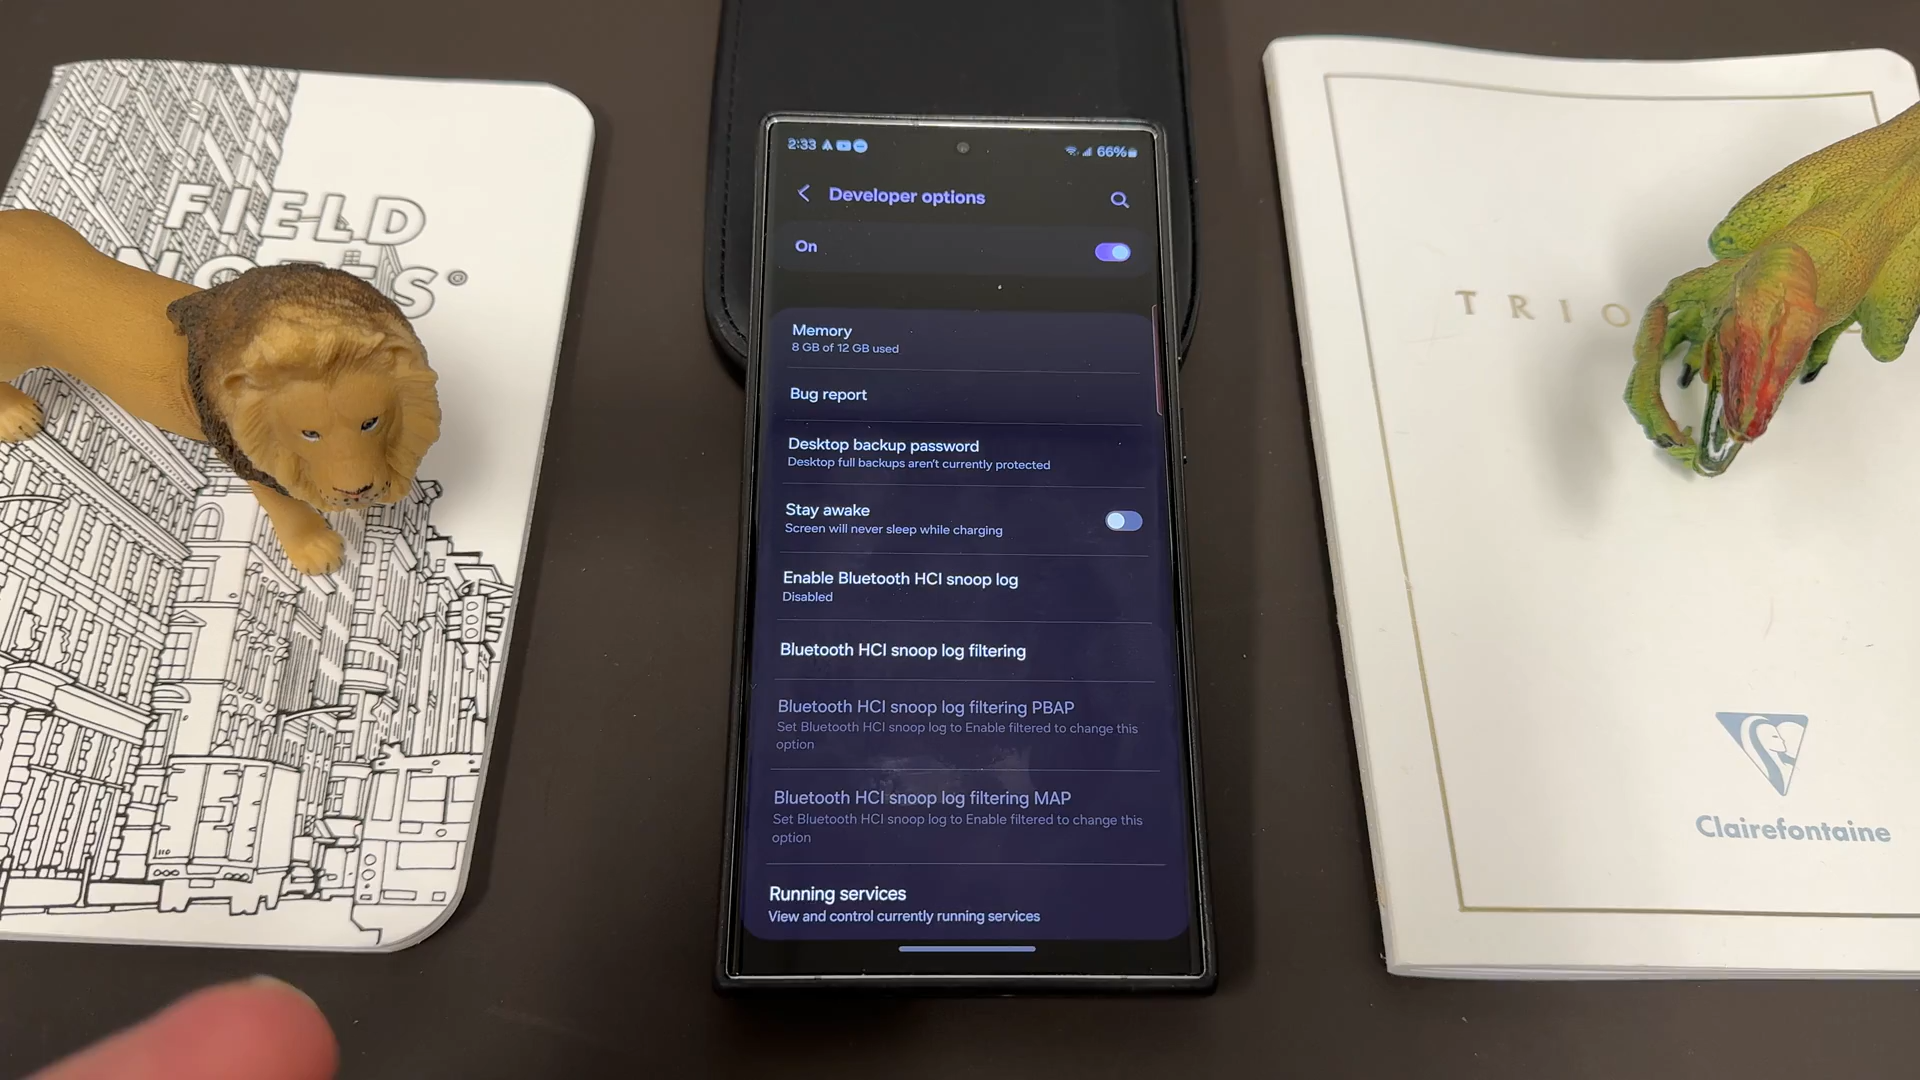 FIELD
NOTES®
2:33
66%
Developer options
On
Memory
8 GB of 12 GB used
Bug report
Desktop backup password
Desktop full backups aren't currently protected
Stay awake
Screen will never sleep while charging
Enable Bluetooth HCI snoop log
Disabled
Bluetooth HCI snoop log filtering
Bluetooth HCI snoop log filtering PBAP
Set Bluetooth HCI snoop log to Enable filtered to change this
option
Bluetooth HCI snoop log filtering MAP
Set Bluetooth HCI snoop log to Enable filtered to change this
option
Running services
View and control currently running services
TRIO
Clairefontaine